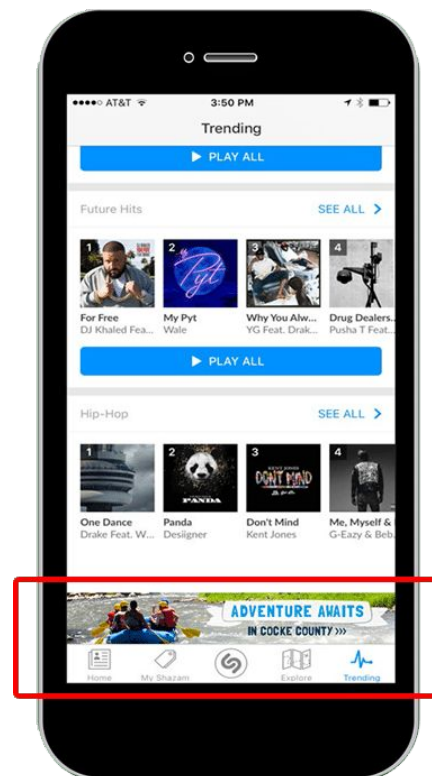 AT&T 3:50 PM
Trending
PLAY ALL
Future Hits SEE ALL
1 2 3 4
Pyt
For Free My Pyt Why You Alw... Drug Dealers...
DJ Khaled Fea... Wale YG Feat. Drak... Pusha T Feat...
PLAY ALL
Hip-Hop SEE ALL
1 2 3 4
PANDA
KENT JONES
DON'T MIND
One Dance Panda Don't Mind Me, Myself &
Drake Feat. W... Desiigner Kent Jones G-Eazy & Beb
ADVENTURE AWAITS
IN COCKE COUNTY >>>
Home My Shazam Explore Trending